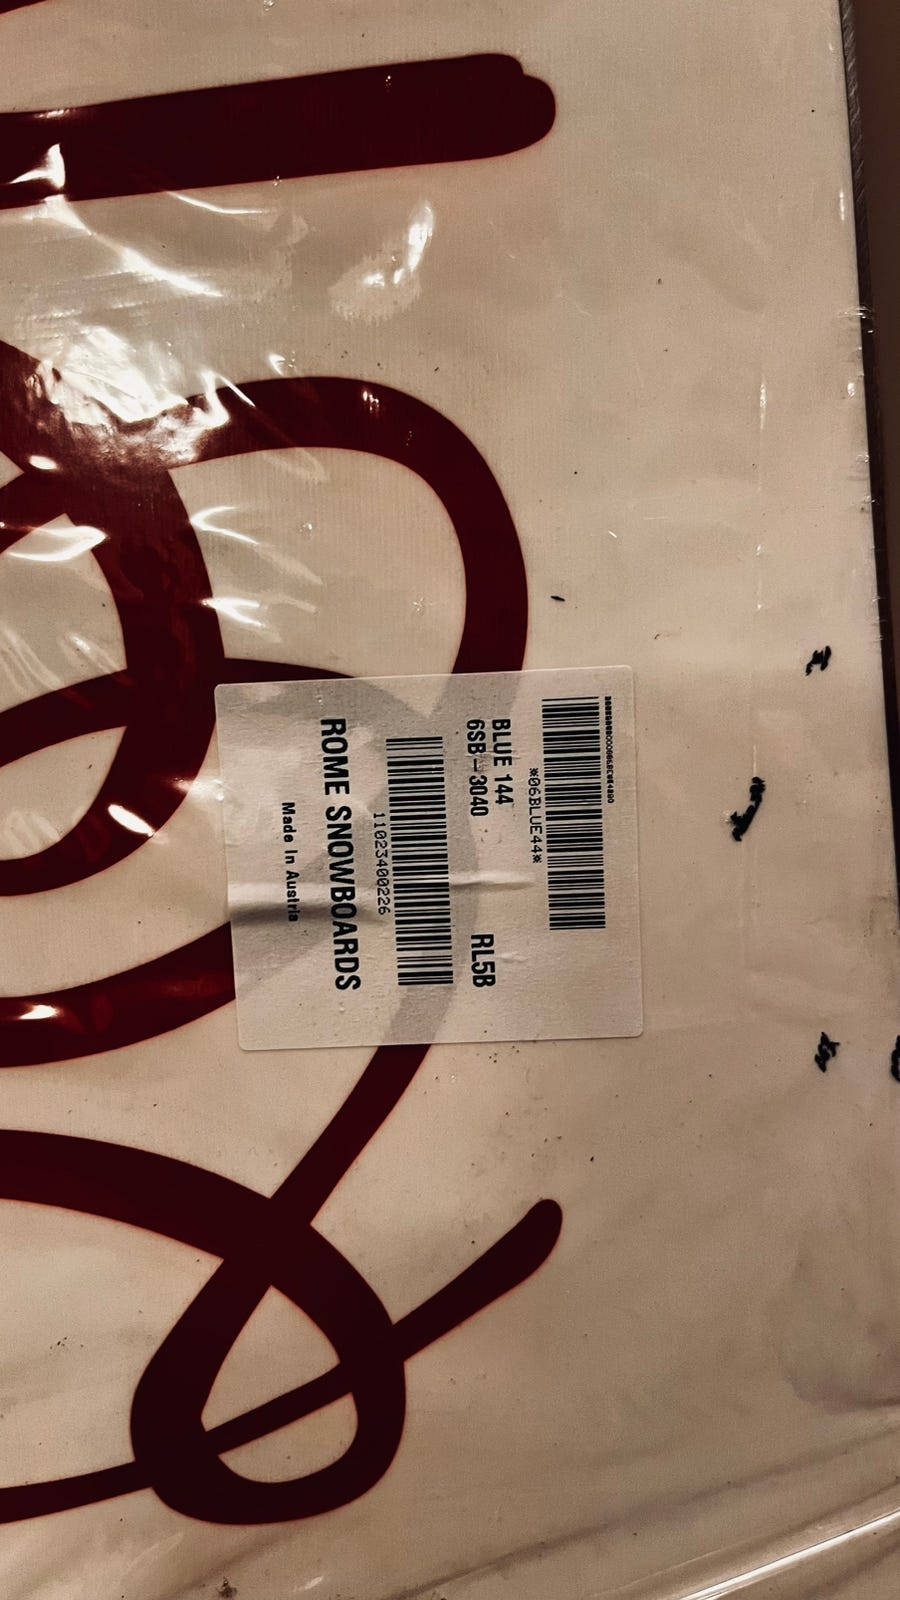 *06BLUE44*
BLUE 144
6SB-3040 RL5B
11023400226
ROME SNOWBOARDS
Made In Austria